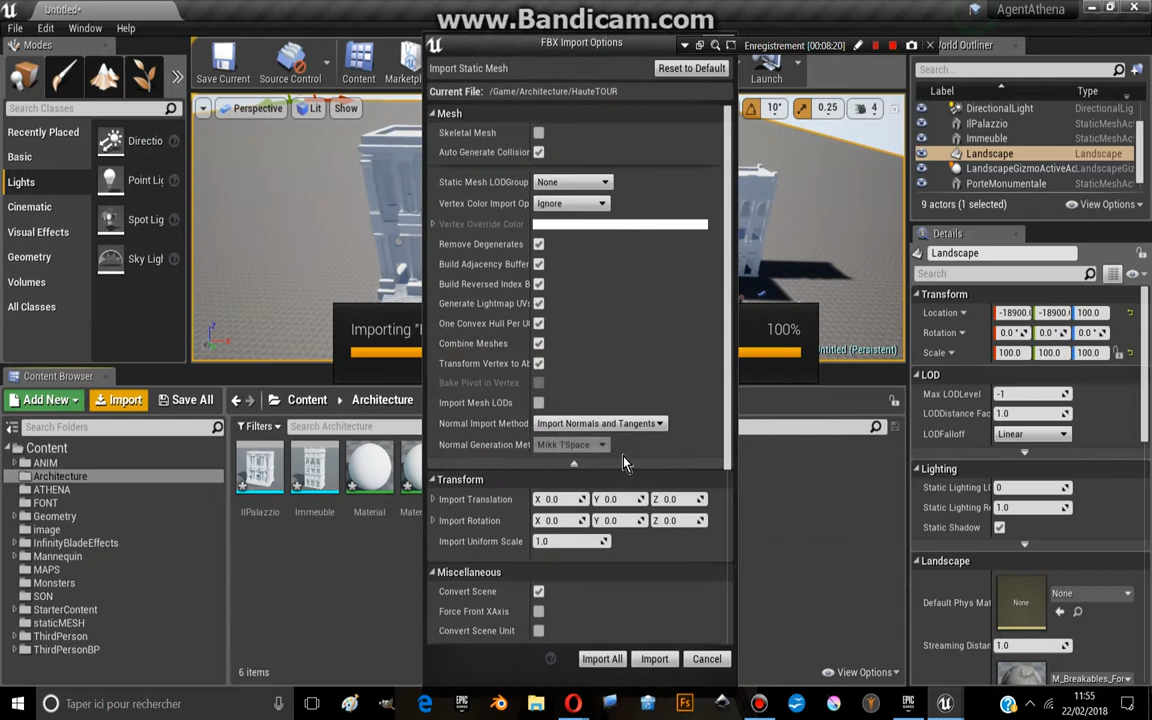 www.Bandicam.com
Untitled*
AgentAthena
File Edit Window Help
FBX Import Options
Enregistrement (00:08:20)
Modes
orld Outliner
Import Static Mesh
Reset to Default
Save Current
Source Control
Content
Marketpl
Launch
Search...
Current File: /Game/Architecture/HauteTOUR
Label
Type
Search Classes
Perspective
Lit
Show
10°
0.25
4
DirectionalLight
DirectionalLig
Mesh
IlPalazzio
StaticMeshAc
Recently Placed
Directio
Skeletal Mesh
Immeuble
StaticMeshAc
Basic
Auto Generate Collision
Landscape
Landscape
LandscapeGizmoActiveAc
LandscapeGiz
Lights
Point Li
Static Mesh LODGroup
None
PorteMonumentale
StaticMeshAc
Cinematic
Vertex Color Import Op
Ignore
9 actors (1 selected)
View Options
Visual Effects
Spot Lig
Vertex Override Color
Details
Geometry
Sky Ligh
Remove Degenerates
Landscape
Volumes
Build Adjacency Buffer
Search
All Classes
Build Reversed Index B
Transform
Generate Lightmap UVs
Location
-18900.
-18900.
100.0
One Convex Hull Per U
Importing "
100%
Rotation
0.0 °
0.0 °
0.0 °
Combine Meshes
Untitled (Persistent)
Scale
100.0
100.0
100.0
Transform Vertex to Ab
Content Browser
LOD
Bake Pivot in Vertex
Max LODLevel
-1
Add New
Import
Save All
Content
Architecture
Import Mesh LODs
LODDistance Fac
1.0
Search Folders
Filters
Search Architecture
Normal Import Method
Import Normals and Tangents
LODFalloff
Linear
Content
Normal Generation Met
Mikk TSpace
ANIM
Lighting
Architecture
Transform
Static Lighting LO
0
ATHENA
Import Translation
X 0.0
Y 0.0
Z 0.0
Static Lighting Re
1.0
FONT
IlPalazzio
Immeuble
Material
Mater
Geometry
Import Rotation
X 0.0
Y 0.0
Z 0.0
Static Shadow
image
InfinityBladeEffects
Import Uniform Scale
1.0
Mannequin
Landscape
MAPS
Miscellaneous
Monsters
Convert Scene
Default Phys Mat
None
None
SON
StarterContent
Force Front XAxis
staticMESH
Convert Scene Unit
ThirdPerson
Streaming Distan
1.0
ThirdPersonBP
6 items
Import All
Import
Cancel
View Options
M_Breakables_For
Taper ici pour rechercher
EPIC
GAMES
Fs
EPIC
GAMES
11:55
22/02/2018